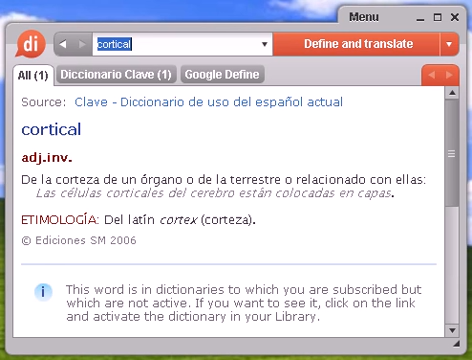 Menu
di
cortical
Define and translate
All (1)
Diccionario Clave (1)
Google Define
Source: Clave - Diccionario de uso del español actual
cortical
adj.inv.
De la corteza de un órgano o de la terrestre o relacionado con ellas:
Las células corticales del cerebro están colocadas en capas.
ETIMOLOGÍA: Del latín cortex (corteza).
© Ediciones SM 2006
i
This word is in dictionaries to which you are subscribed but
which are not active. If you want to see it, click on the link
and activate the dictionary in your Library.